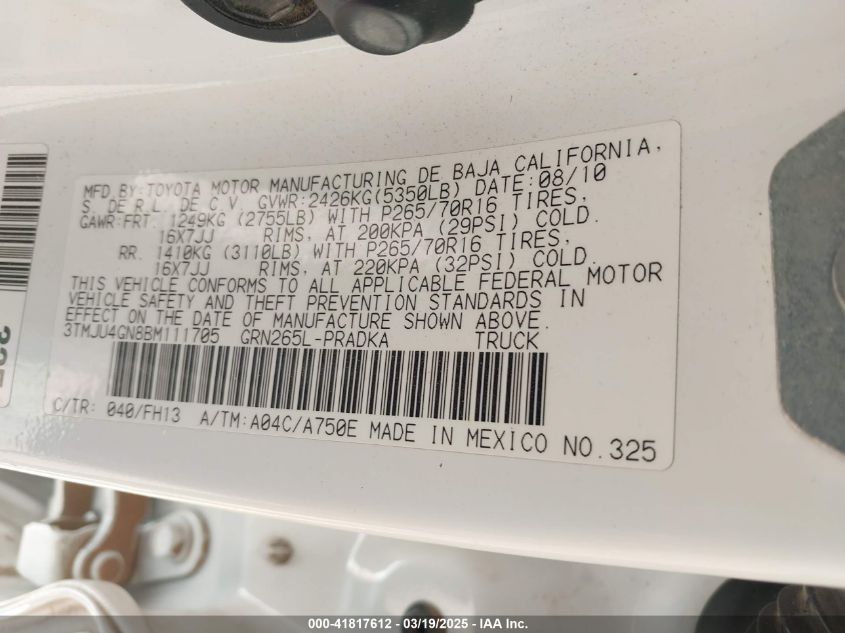 MFD BY:TOYOTA MOTOR MANUFACTURING DE BAJA CALIFORNIA,
S. DE R.L. DE C.V. GVWR:2426KG(5350LB) DATE:08/10
GAWR:FRT. 1249KG (2755LB) WITH P265/70R16 TIRES,
16X7JJ RIMS, AT 200KPA (29PSI) COLD.
RR. 1410KG (3110LB) WITH P265/70R16 TIRES,
16X7JJ RIMS, AT 220KPA (32PSI) COLD.
THIS VEHICLE CONFORMS TO ALL APPLICABLE FEDERAL MOTOR
VEHICLE SAFETY AND THEFT PREVENTION STANDARDS IN
EFFECT ON THE DATE OF MANUFACTURE SHOWN ABOVE.
3TMJU4GN8BM111705 GRN265L-PRADKA TRUCK
C/TR: 040/FH13 A/TM:A04C/A750E MADE IN MEXICO NO.325
000-41817612 - 03/19/2025 - IAA Inc.